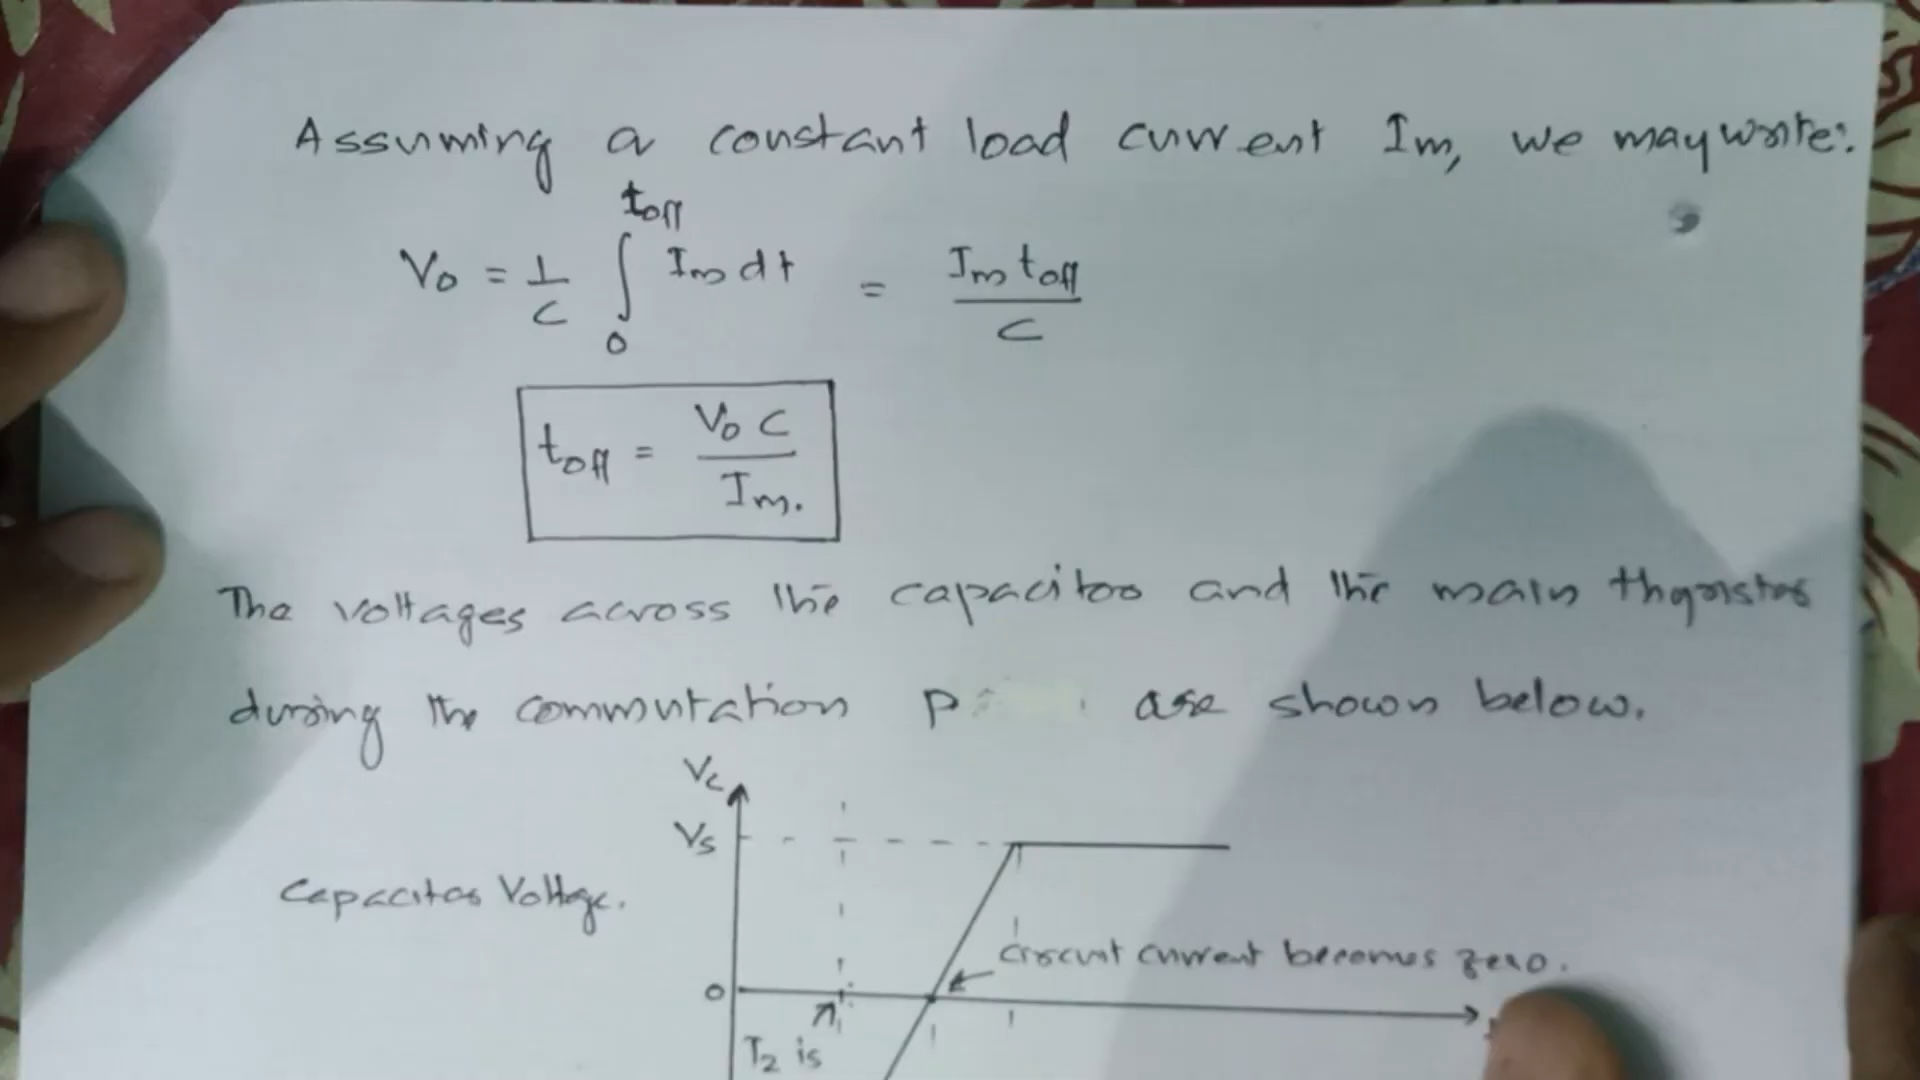 Assuming a constant load current Im, we may write:
Vo = 1/C ∫ 0 toff Im dt = Im toff / C
toff = Vo C / Im.
The voltages across the capacitor and the main thyristor
during the commutation are shown below.
Vc
Vs
Capacitor Voltage.
circuit current becomes zero.
0
T2 is